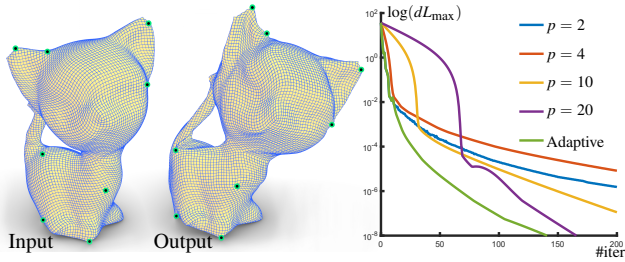 Input
Output
log(dL_max)
10^2
10^0
10^-2
10^-4
10^-6
10^-8
0
50
100
150
200
#iter
p = 2
p = 4
p = 10
p = 20
Adaptive